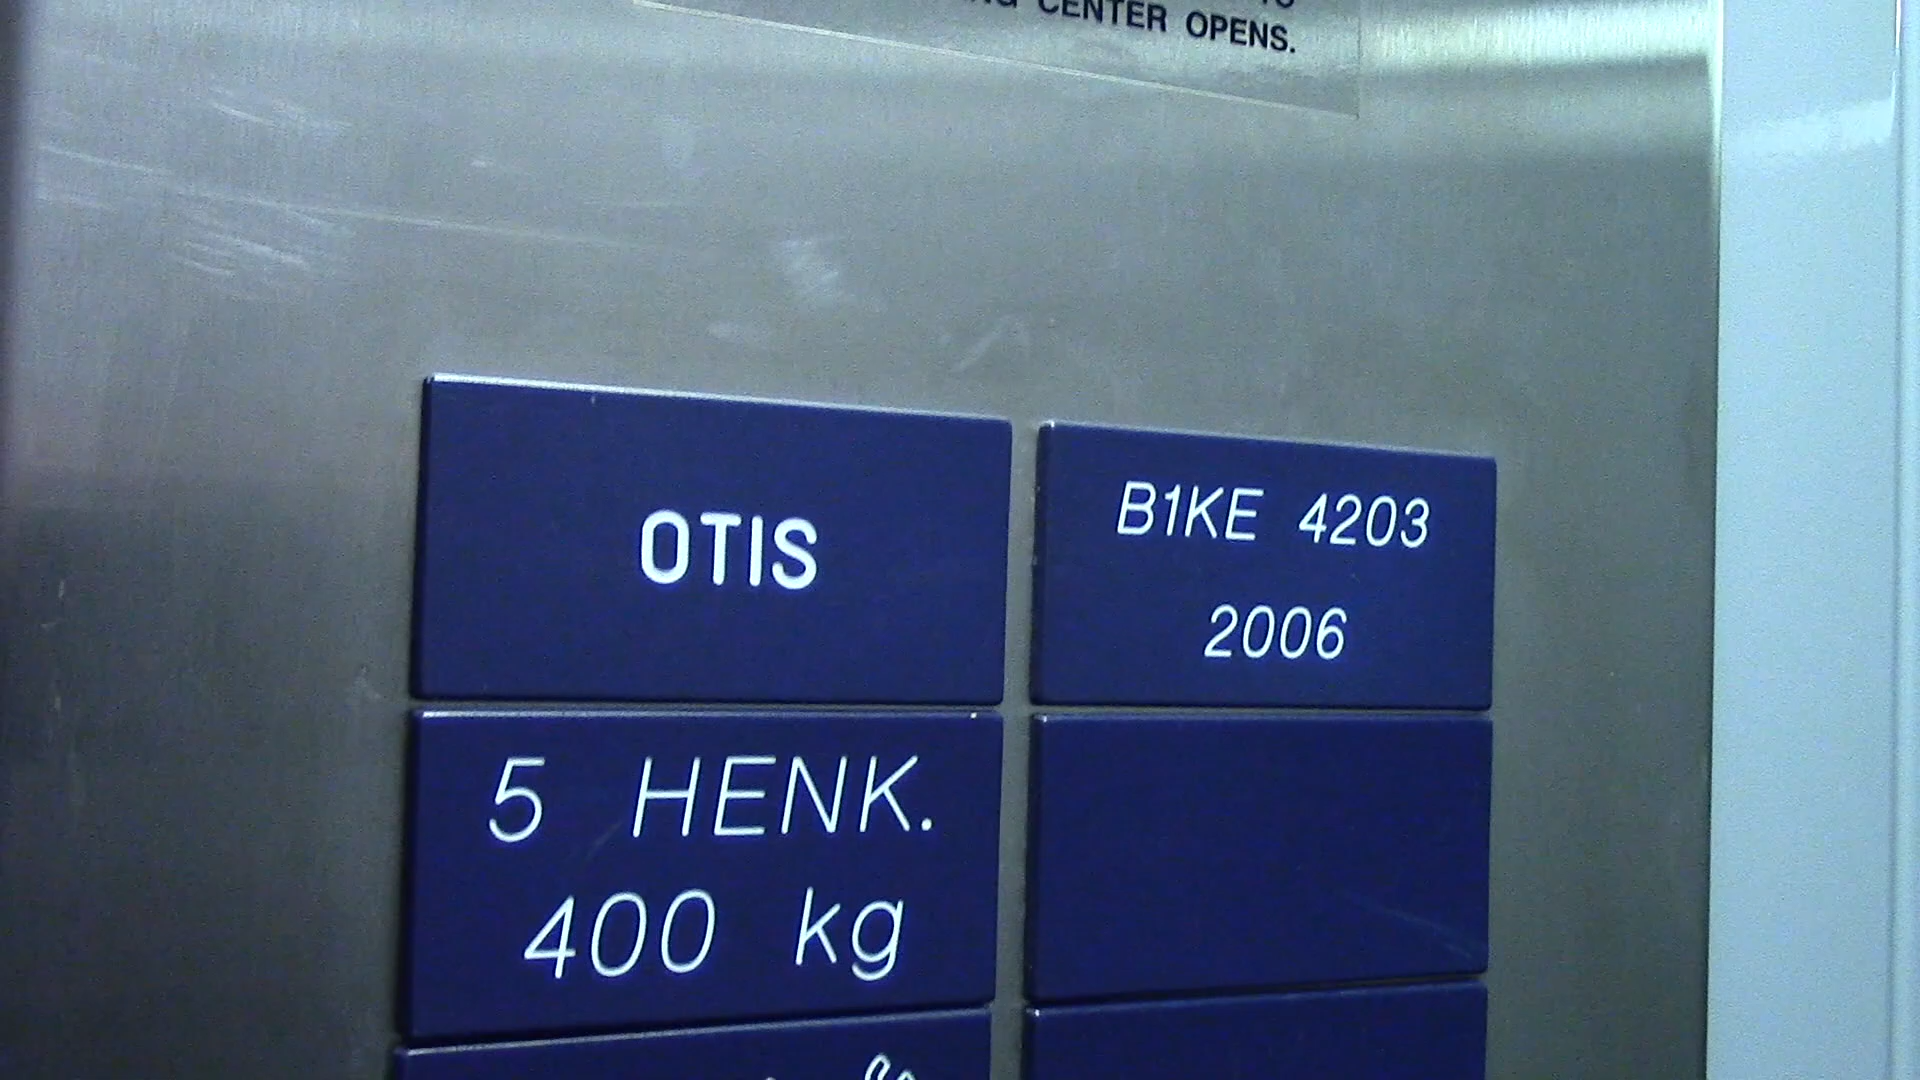 CENTER OPENS.
OTIS
5 HENK.
400 kg
B1KE 4203
2006